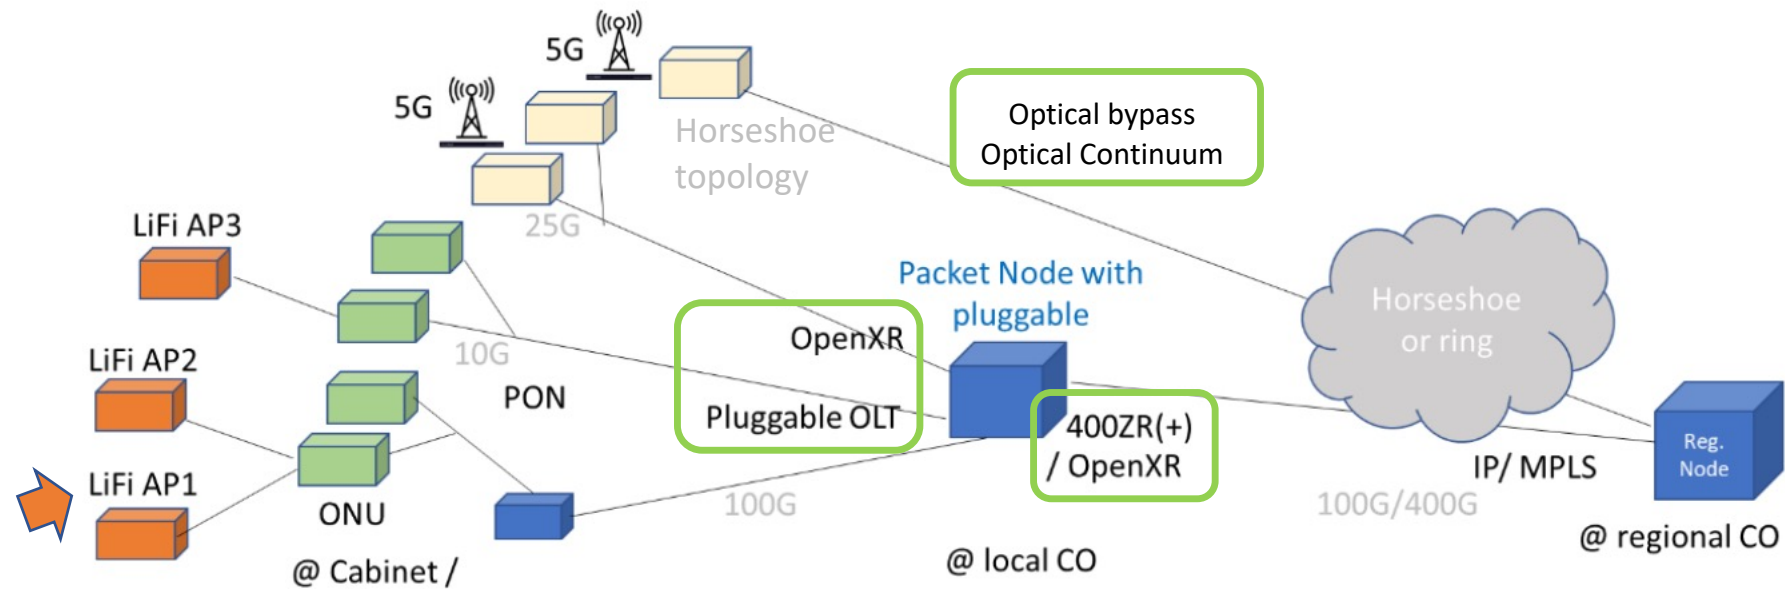 5G
5G
Horseshoe
topology
Optical bypass
Optical Continuum
25G
LiFi AP3
Packet Node with
pluggable
Horseshoe
or ring
OpenXR
10G
LiFi AP2
PON
Pluggable OLT
400ZR(+)
/ OpenXR
Reg.
Node
IP/ MPLS
LiFi AP1
ONU
100G
100G/400G
@ regional CO
@ local CO
@ Cabinet /